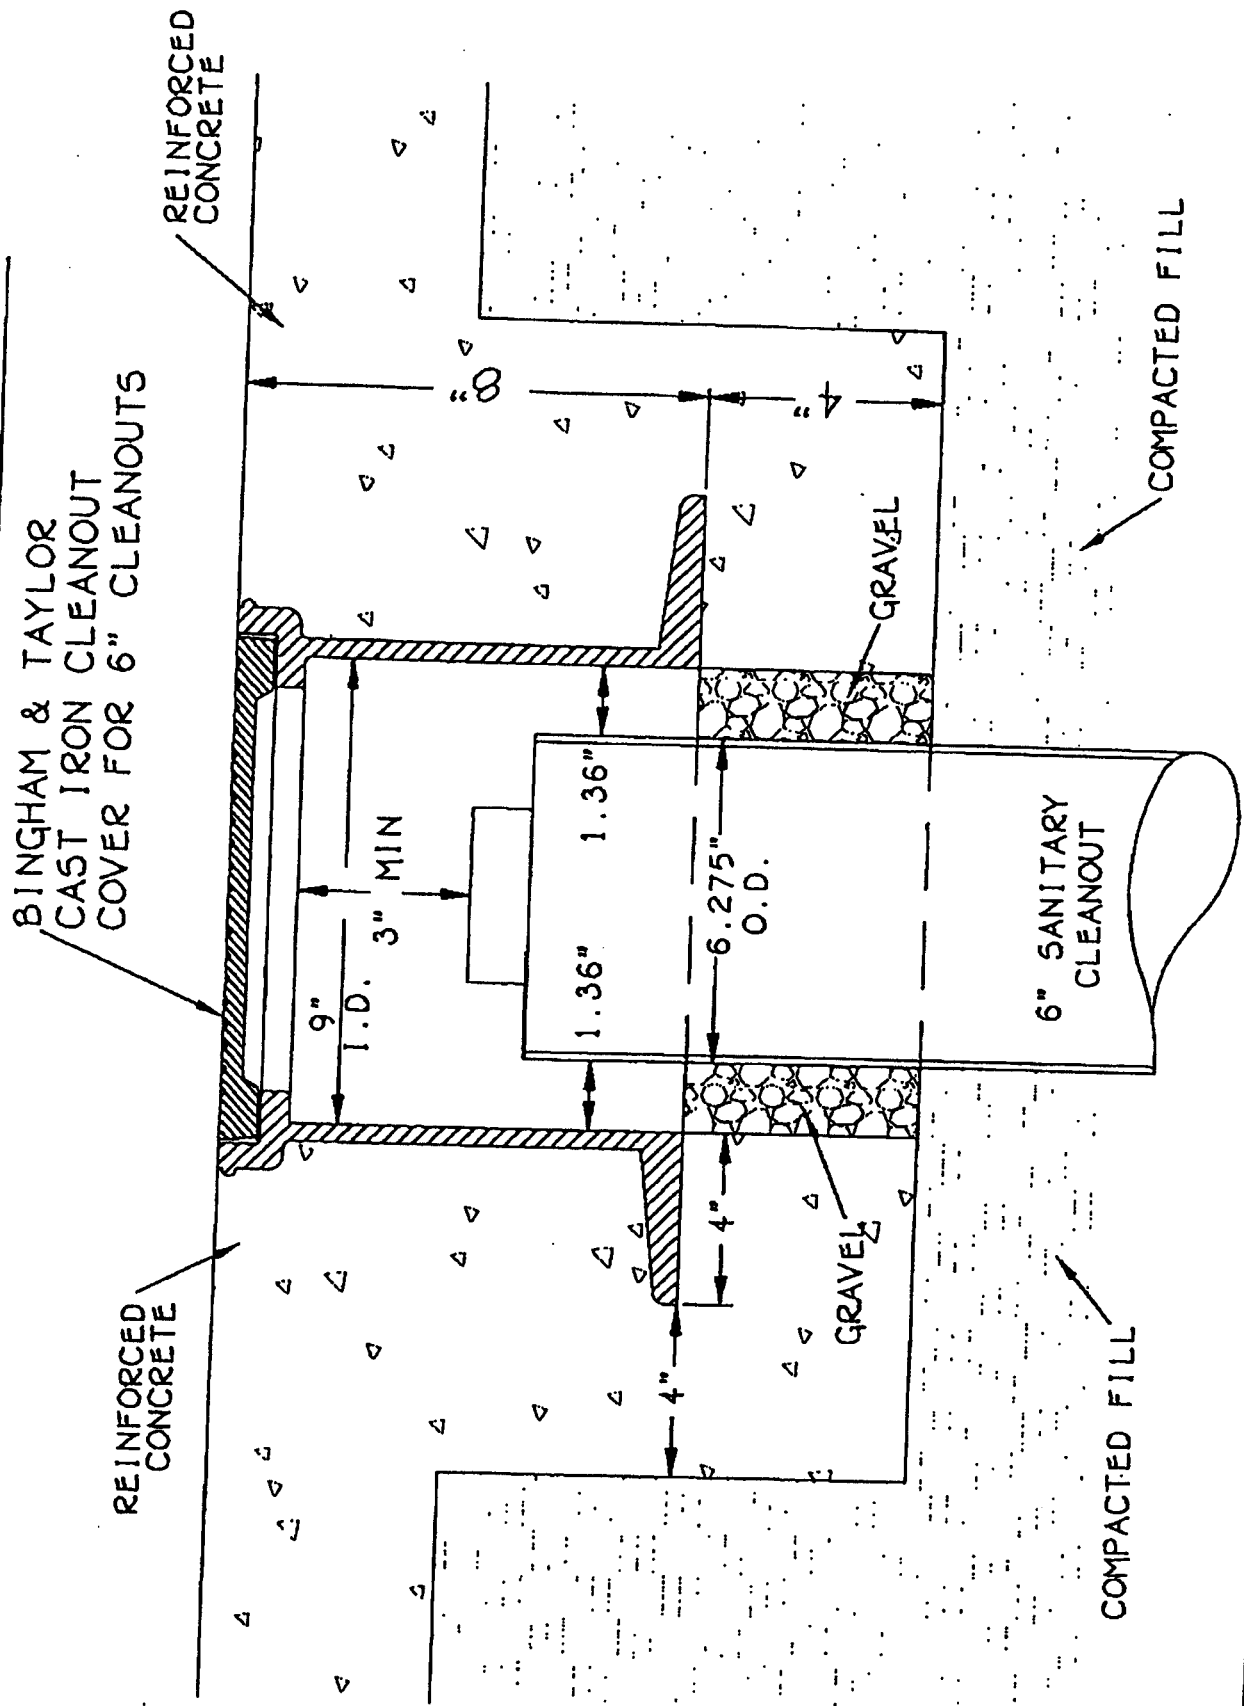 BINGHAM & TAYLOR
CAST IRON CLEANOUT
COVER FOR 6" CLEANOUTS
REINFORCED
CONCRETE
REINFORCED
CONCRETE
9"
I.D.
3" MIN
8"
1.36"
1.36"
6.275"
O.D.
4"
4"
4"
GRAVEL
GRAVEL
6" SANITARY
CLEANOUT
COMPACTED FILL
COMPACTED FILL